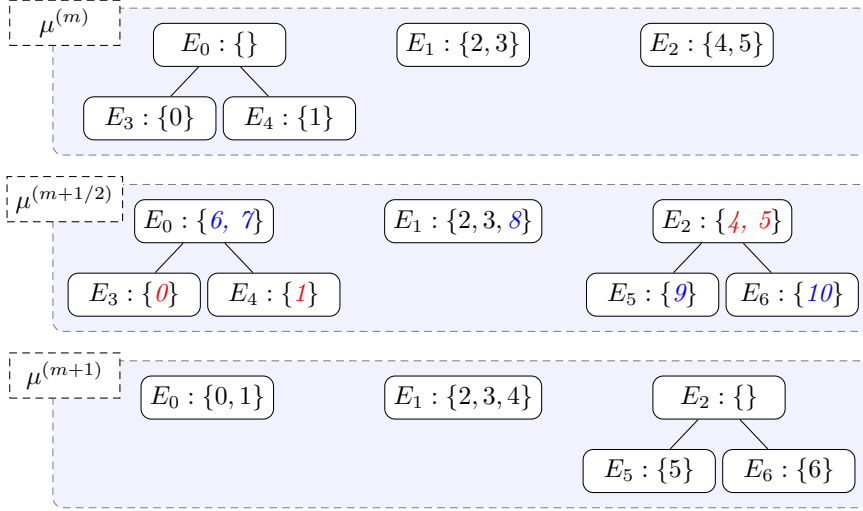 μ^(m)
E_0 : {} E_1 : {2, 3} E_2 : {4, 5}
E_3 : {0} E_4 : {1}
μ^(m+1/2)
E_0 : {6, 7} E_1 : {2, 3, 8} E_2 : {4, 5}
E_3 : {0} E_4 : {1} E_5 : {9} E_6 : {10}
μ^(m+1)
E_0 : {0, 1} E_1 : {2, 3, 4} E_2 : {}
E_5 : {5} E_6 : {6}